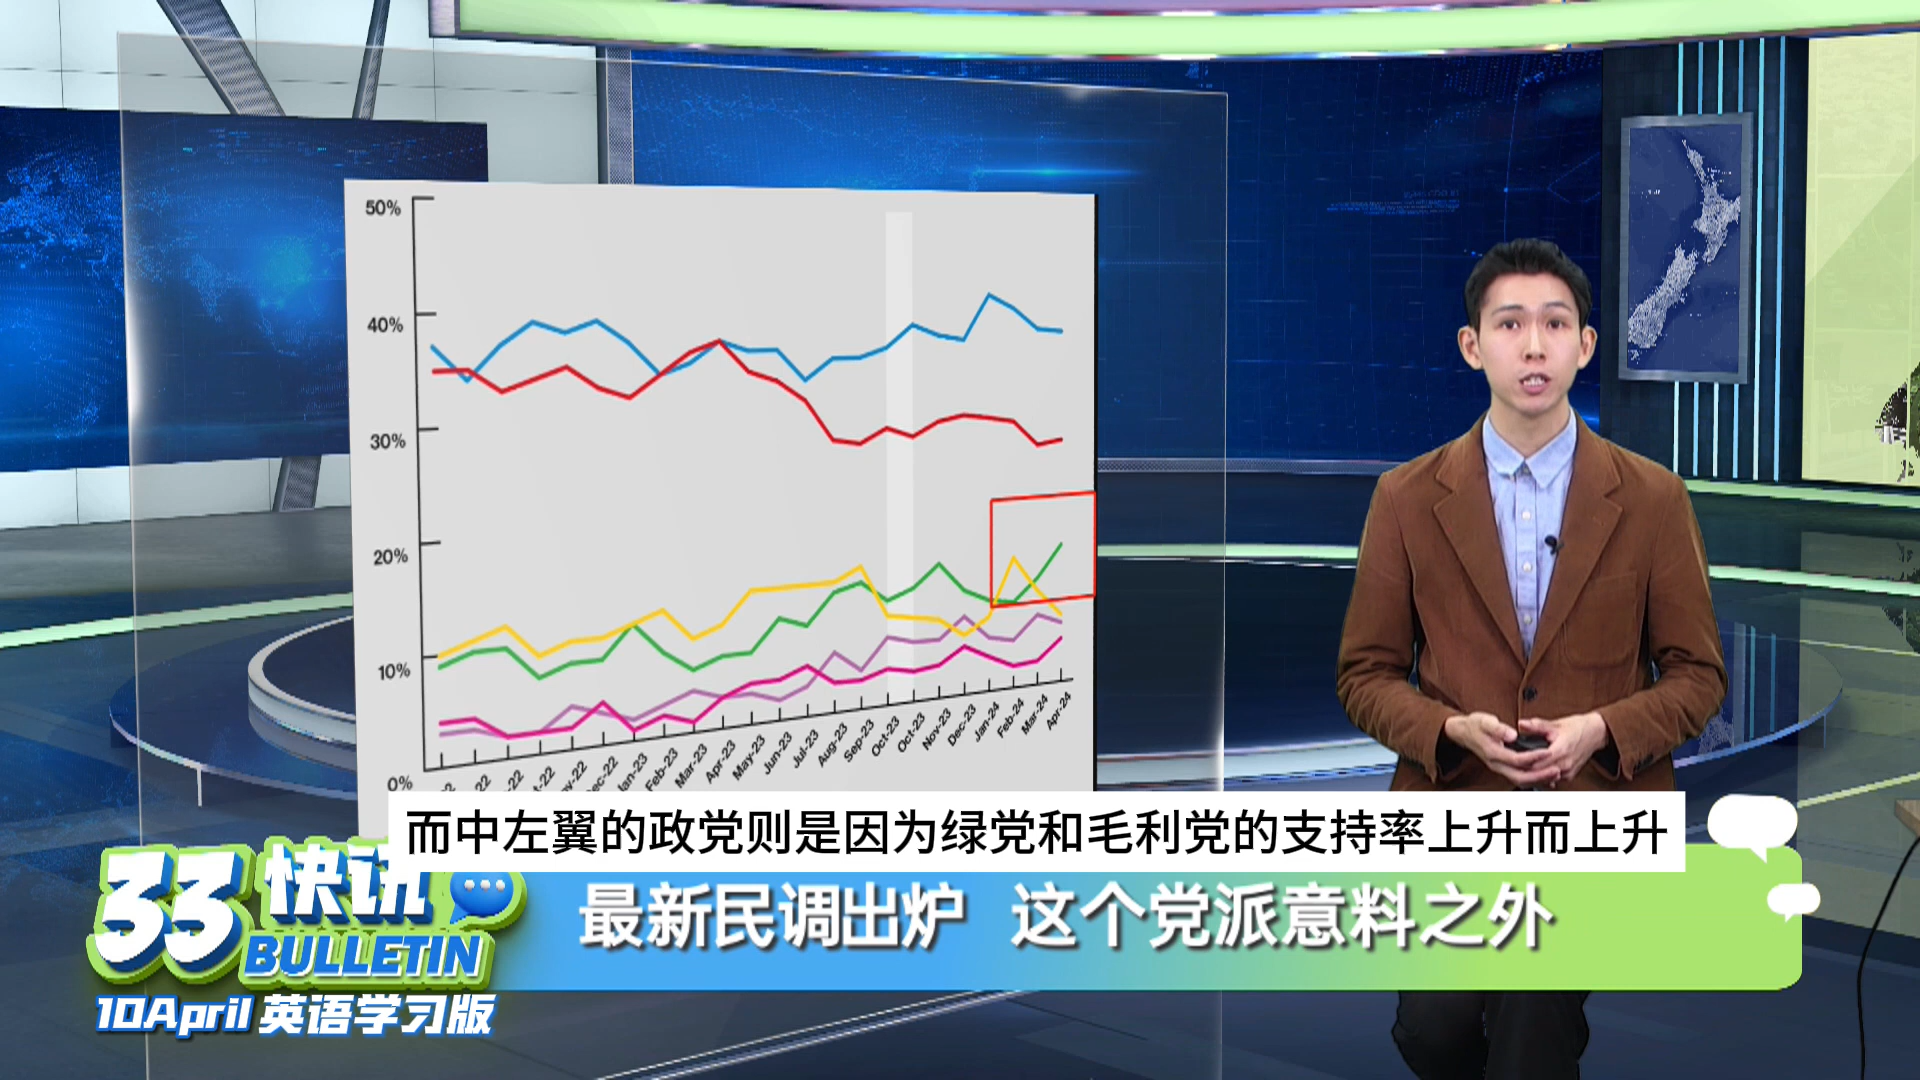 50%
40%
30%
20%
10%
0%
Dec-22
Jan-23
Feb-23
Mar-23
Apr-23
May-23
Jun-23
Jul-23
Aug-23
Sep-23
Oct-23
Oct-23
Nov-23
Dec-23
Jan-24
Feb-24
Mar-24
Apr-24
而中左翼的政党则是因为绿党和毛利党的支持率上升而上升
33快讯
BULLETIN
最新民调出炉 这个党派意料之外
10April 英语学习版